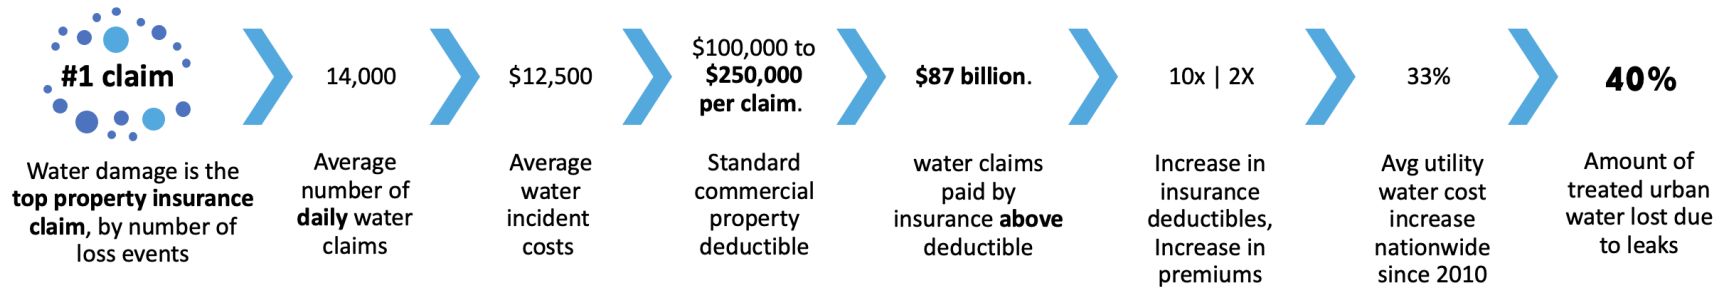 #1 claim
Water damage is the
top property insurance
claim, by number of
loss events
14,000
Average
number of
daily water
claims
$12,500
Average
water
incident
costs
$100,000 to
$250,000
per claim.
Standard
commercial
property
deductible
$87 billion.
water claims
paid by
insurance above
deductible
10x | 2X
Increase in
insurance
deductibles,
Increase in
premiums
33%
Avg utility
water cost
increase
nationwide
since 2010
40%
Amount of
treated urban
water lost due
to leaks